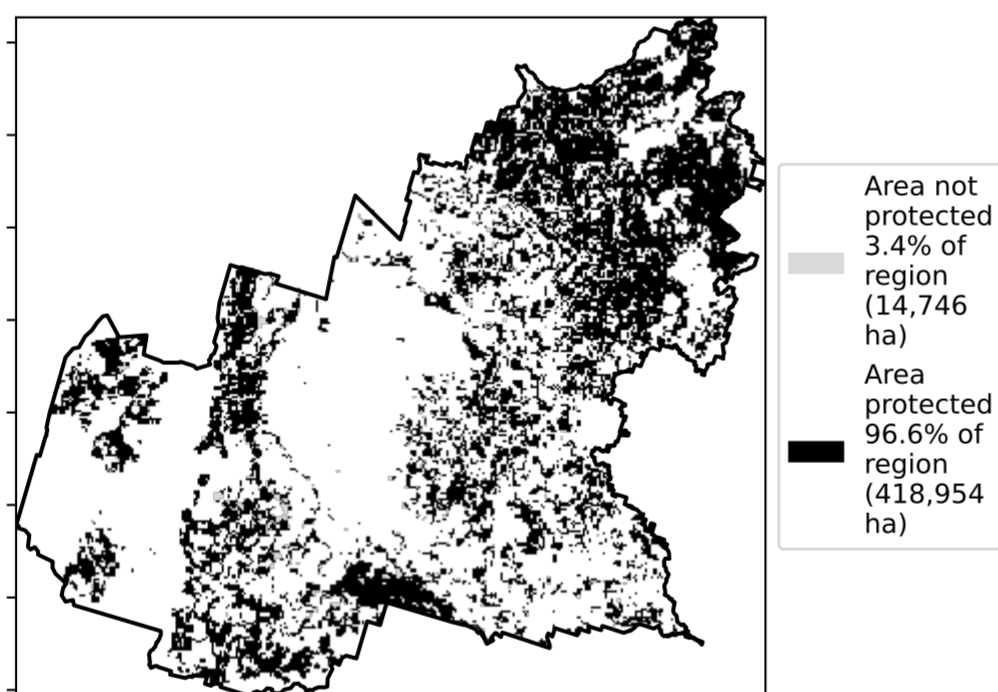 Area not
protected
3.4% of
region
(14,746
ha)
Area
protected
96.6% of
region
(418,954
ha)